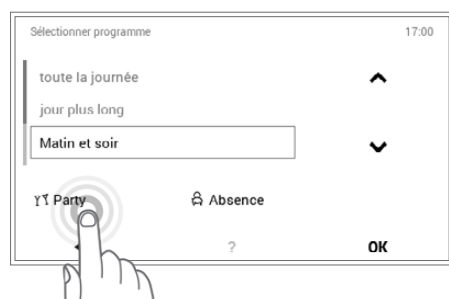 Sélectionner programme 17:00
toute la journée
jour plus long
Matin et soir
Party Absence
? OK